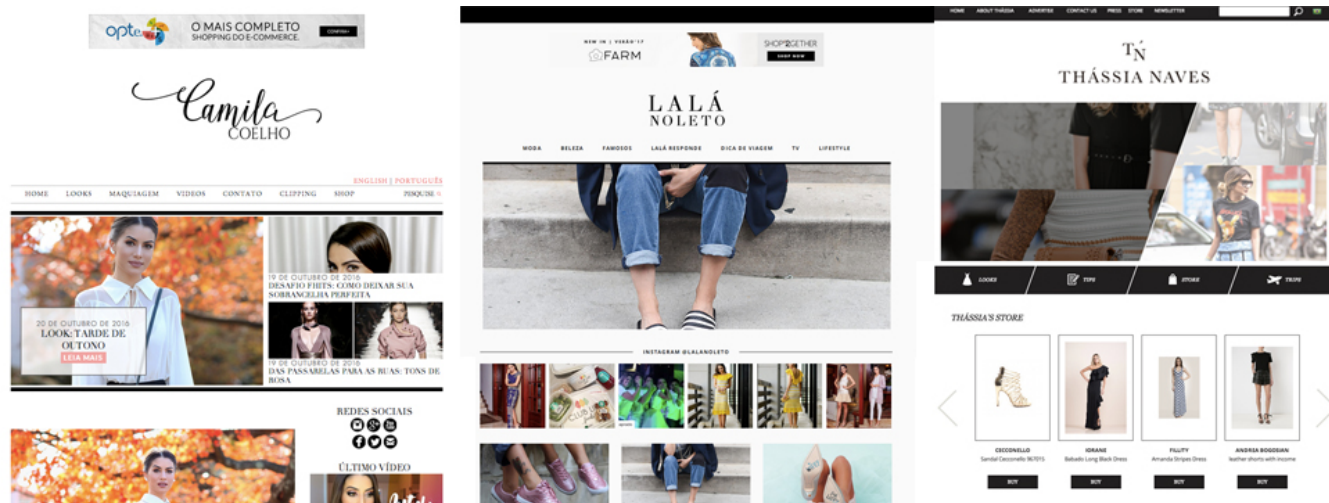 opte
O MAIS COMPLETO
SHOPPING DO E-COMMERCE.
CONFIRA+
Camila
COELHO
ENGLISH | PORTUGUÊS
HOME LOOKS MAQUIAGEM VIDEOS CONTATO CLIPPING SHOP PESQUISE
19 DE OUTUBRO DE 2016
DESAFIO FHITS: COMO DEIXAR SUA
SOBRANCELHA PERFEITA
20 DE OUTUBRO DE 2016
LOOK: TARDE DE
OUTONO
LEIA MAIS
19 DE OUTUBRO DE 2016
DAS PASSARELAS PARA AS RUAS: TONS DE
ROSA
REDES SOCIAIS
ÚLTIMO VÍDEO
NEW IN | VERÃO'17
FARM
SHOP2GETHER
SHOP NOW
LALÁ
NOLETO
MODA BELEZA FAMOSOS LALÁ RESPONDE DICA DE VIAGEM TV LIFESTYLE
INSTAGRAM @LALANOLETO
HOME ABOUT THÁSSIA ADVERTISE CONTACT US PRESS STORE NEWSLETTER
TN
THÁSSIA NAVES
LOOKS TIPS STORE TRIPS
THÁSSIA'S STORE
CECCONELLO
Sandal Cecconello 967015
BUY
IORANE
Babado Long Black Dress
BUY
FILLITY
Amanda Stripes Dress
BUY
ANDREA BOGOSIAN
leather shorts with income
BUY